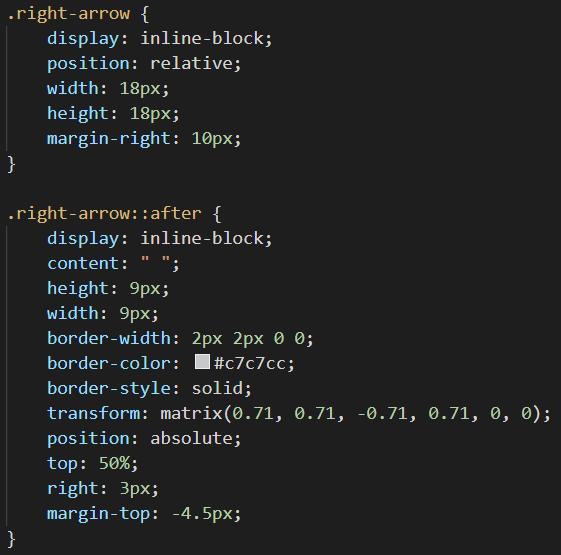 .right-arrow {
    display: inline-block;
    position: relative;
    width: 18px;
    height: 18px;
    margin-right: 10px;
}

.right-arrow::after {
    display: inline-block;
    content: " ";
    height: 9px;
    width: 9px;
    border-width: 2px 2px 0 0;
    border-color: #c7c7cc;
    border-style: solid;
    transform: matrix(0.71, 0.71, -0.71, 0.71, 0, 0);
    position: absolute;
    top: 50%;
    right: 3px;
    margin-top: -4.5px;
}